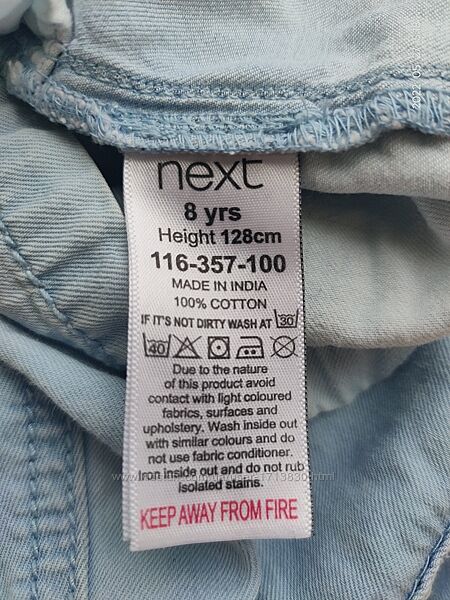 next
8 yrs
Height 128cm
116-357-100
MADE IN INDIA
100% COTTON
IF IT'S NOT DIRTY WASH AT 30
40
Due to the nature
of this product avoid
contact with light coloured
fabrics, surfaces and
upholstery. Wash inside out
with similar colours and do
not use fabric conditioner.
Iron inside out and do not rub
isolated stains.
KEEP AWAY FROM FIRE